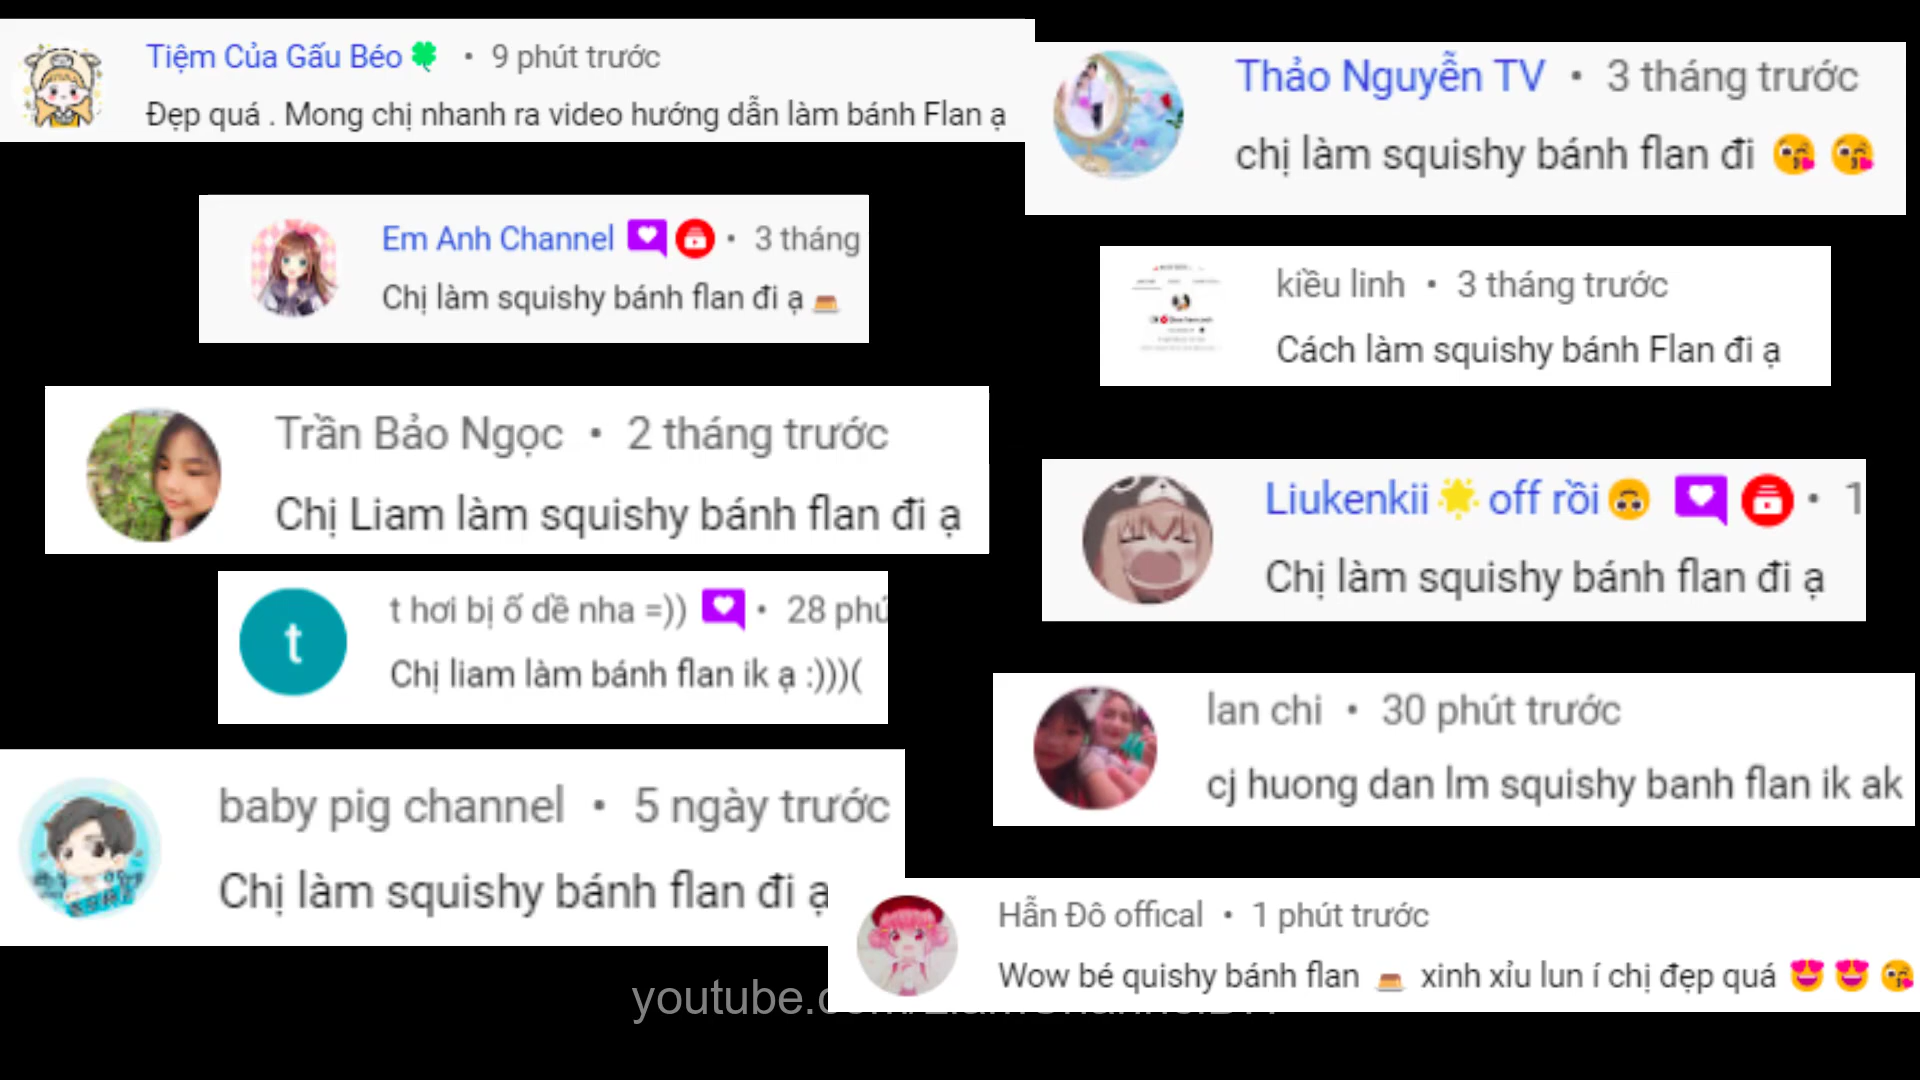 Tiệm Của Gấu Béo🍀 • 9 phút trước
Đẹp quá . Mong chị nhanh ra video hướng dẫn làm bánh Flan ạ
Thảo Nguyễn TV • 3 tháng trước
chị làm squishy bánh flan đi 😘 😘
Em Anh Channel • 3 tháng
Chị làm squishy bánh flan đi ạ 🍮
kiều linh • 3 tháng trước
Cách làm squishy bánh Flan đi ạ
Trần Bảo Ngọc • 2 tháng trước
Chị Liam làm squishy bánh flan đi ạ
Liukenkii🌟off rồi🙃 • 1
Chị làm squishy bánh flan đi ạ
t hơi bị ố dề nha =)) • 28 phú
Chị liam làm bánh flan ik ạ :)))(
t
lan chi • 30 phút trước
cj huong dan lm squishy banh flan ik ak
baby pig channel • 5 ngày trước
Chị làm squishy bánh flan đi ạ
Hẵn Đô offical • 1 phút trước
Wow bé quishy bánh flan 🍮 xinh xỉu lun í chị đẹp quá 😍 😍 😘
youtube.